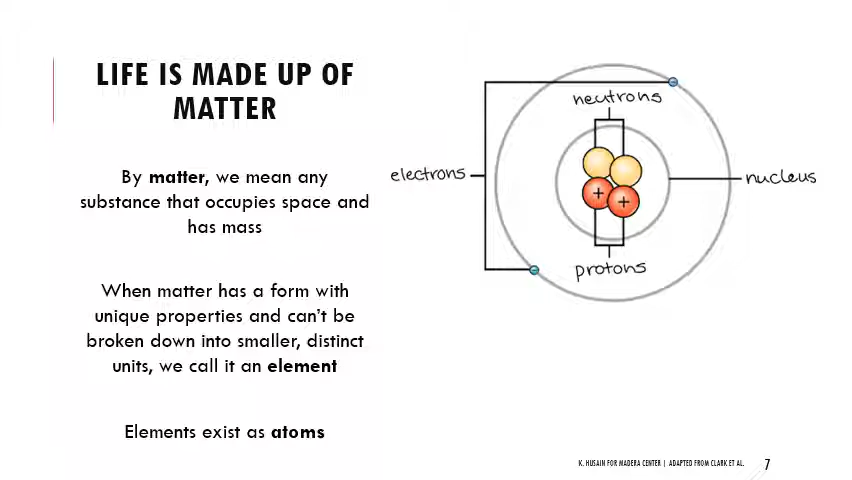 LIFE IS MADE UP OF
MATTER
By matter, we mean any
substance that occupies space and
has mass
When matter has a form with
unique properties and can't be
broken down into smaller, distinct
units, we call it an element
Elements exist as atoms
neutrons
electrons
nucleus
+
+
protons
K. HUSAIN FOR MADERA CENTER | ADAPTED FROM CLARK ET AL.
7